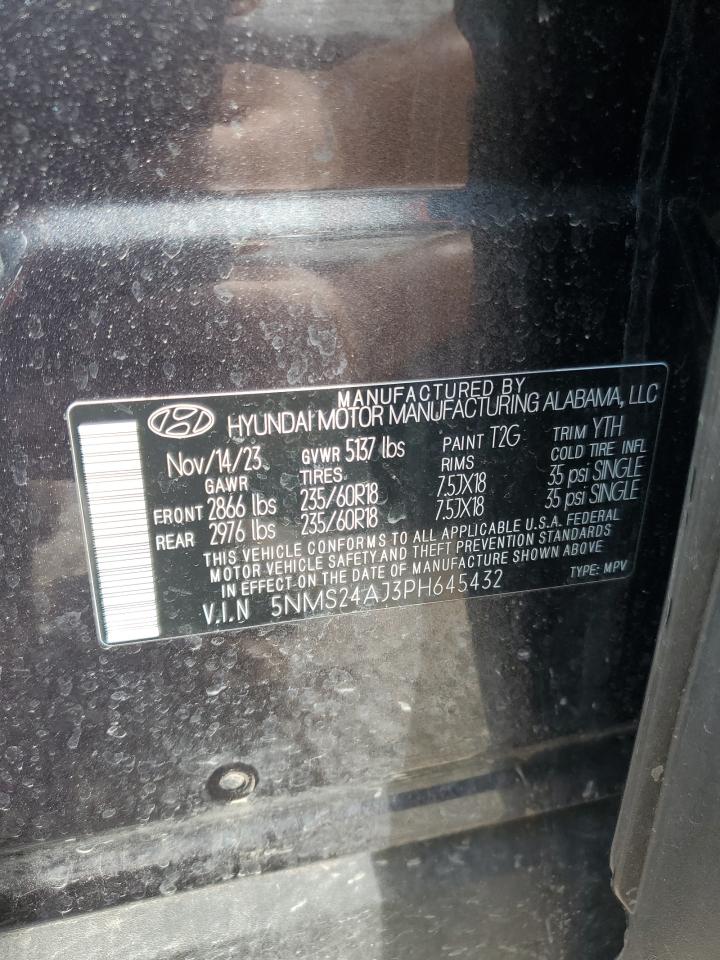 MANUFACTURED BY
HYUNDAI MOTOR MANUFACTURING ALABAMA, LLC
Nov/14/23 GVWR 5137 lbs PAINT T2G TRIM YTH
GAWR TIRES RIMS COLD TIRE INFL
FRONT 2866 lbs 235/60R18 7.5JX18 35 psi SINGLE
REAR 2976 lbs 235/60R18 7.5JX18 35 psi SINGLE
THIS VEHICLE CONFORMS TO ALL APPLICABLE U.S.A. FEDERAL
MOTOR VEHICLE SAFETY AND THEFT PREVENTION STANDARDS
IN EFFECT ON THE DATE OF MANUFACTURE SHOWN ABOVE
V.I.N 5NMS24AJ3PH645432 TYPE: MPV